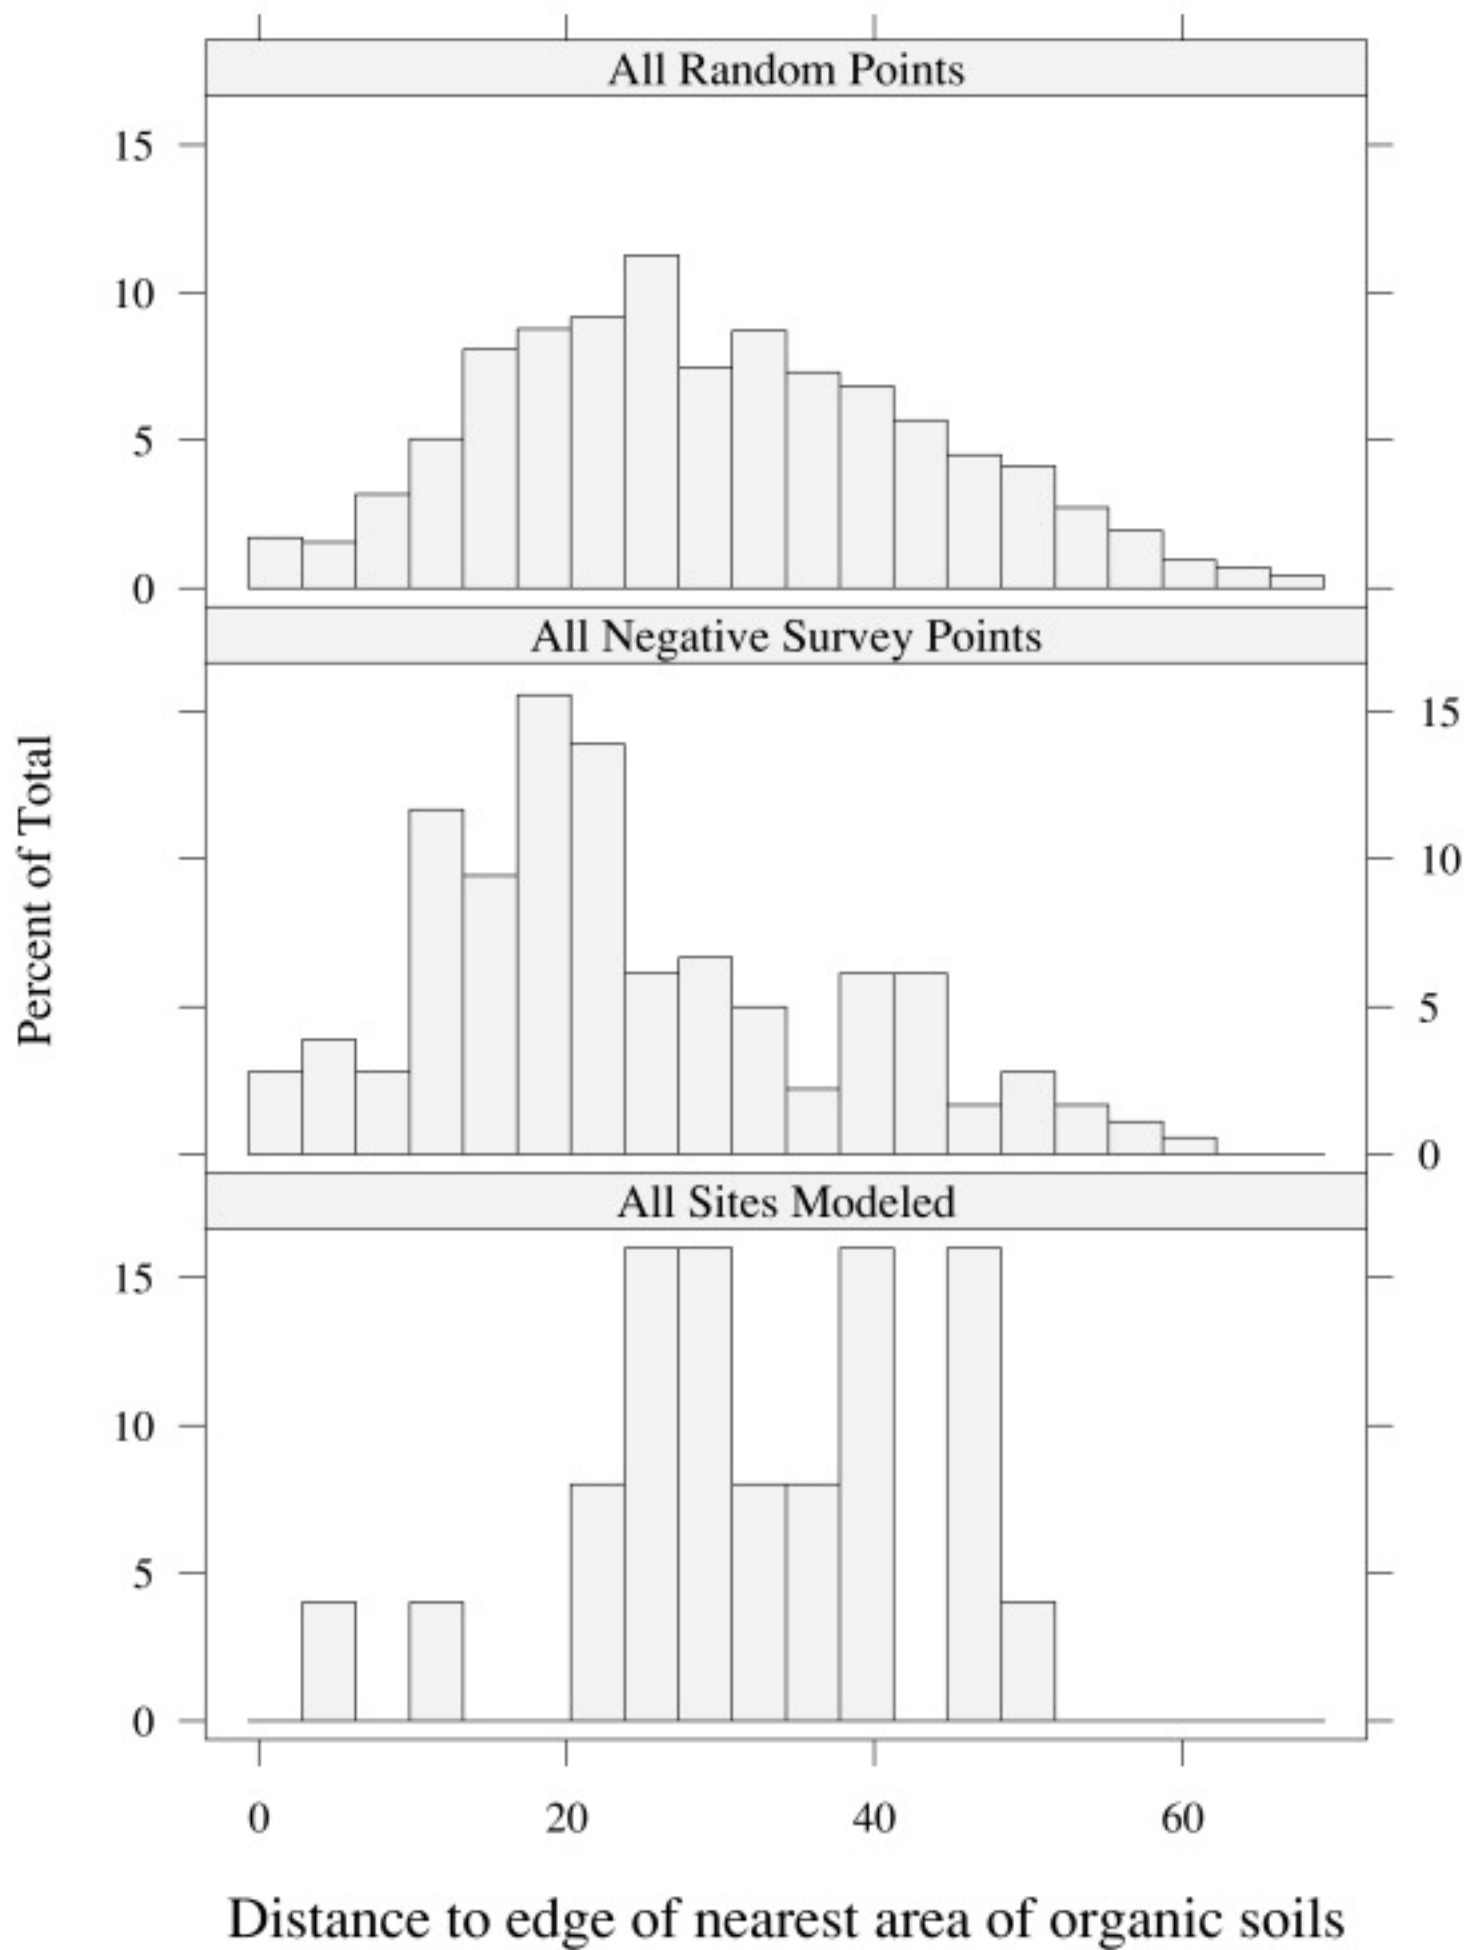 All Random Points
15
10
5
0
All Negative Survey Points
15
10
5
0
Percent of Total
All Sites Modeled
15
10
5
0
0 20 40 60
Distance to edge of nearest area of organic soils